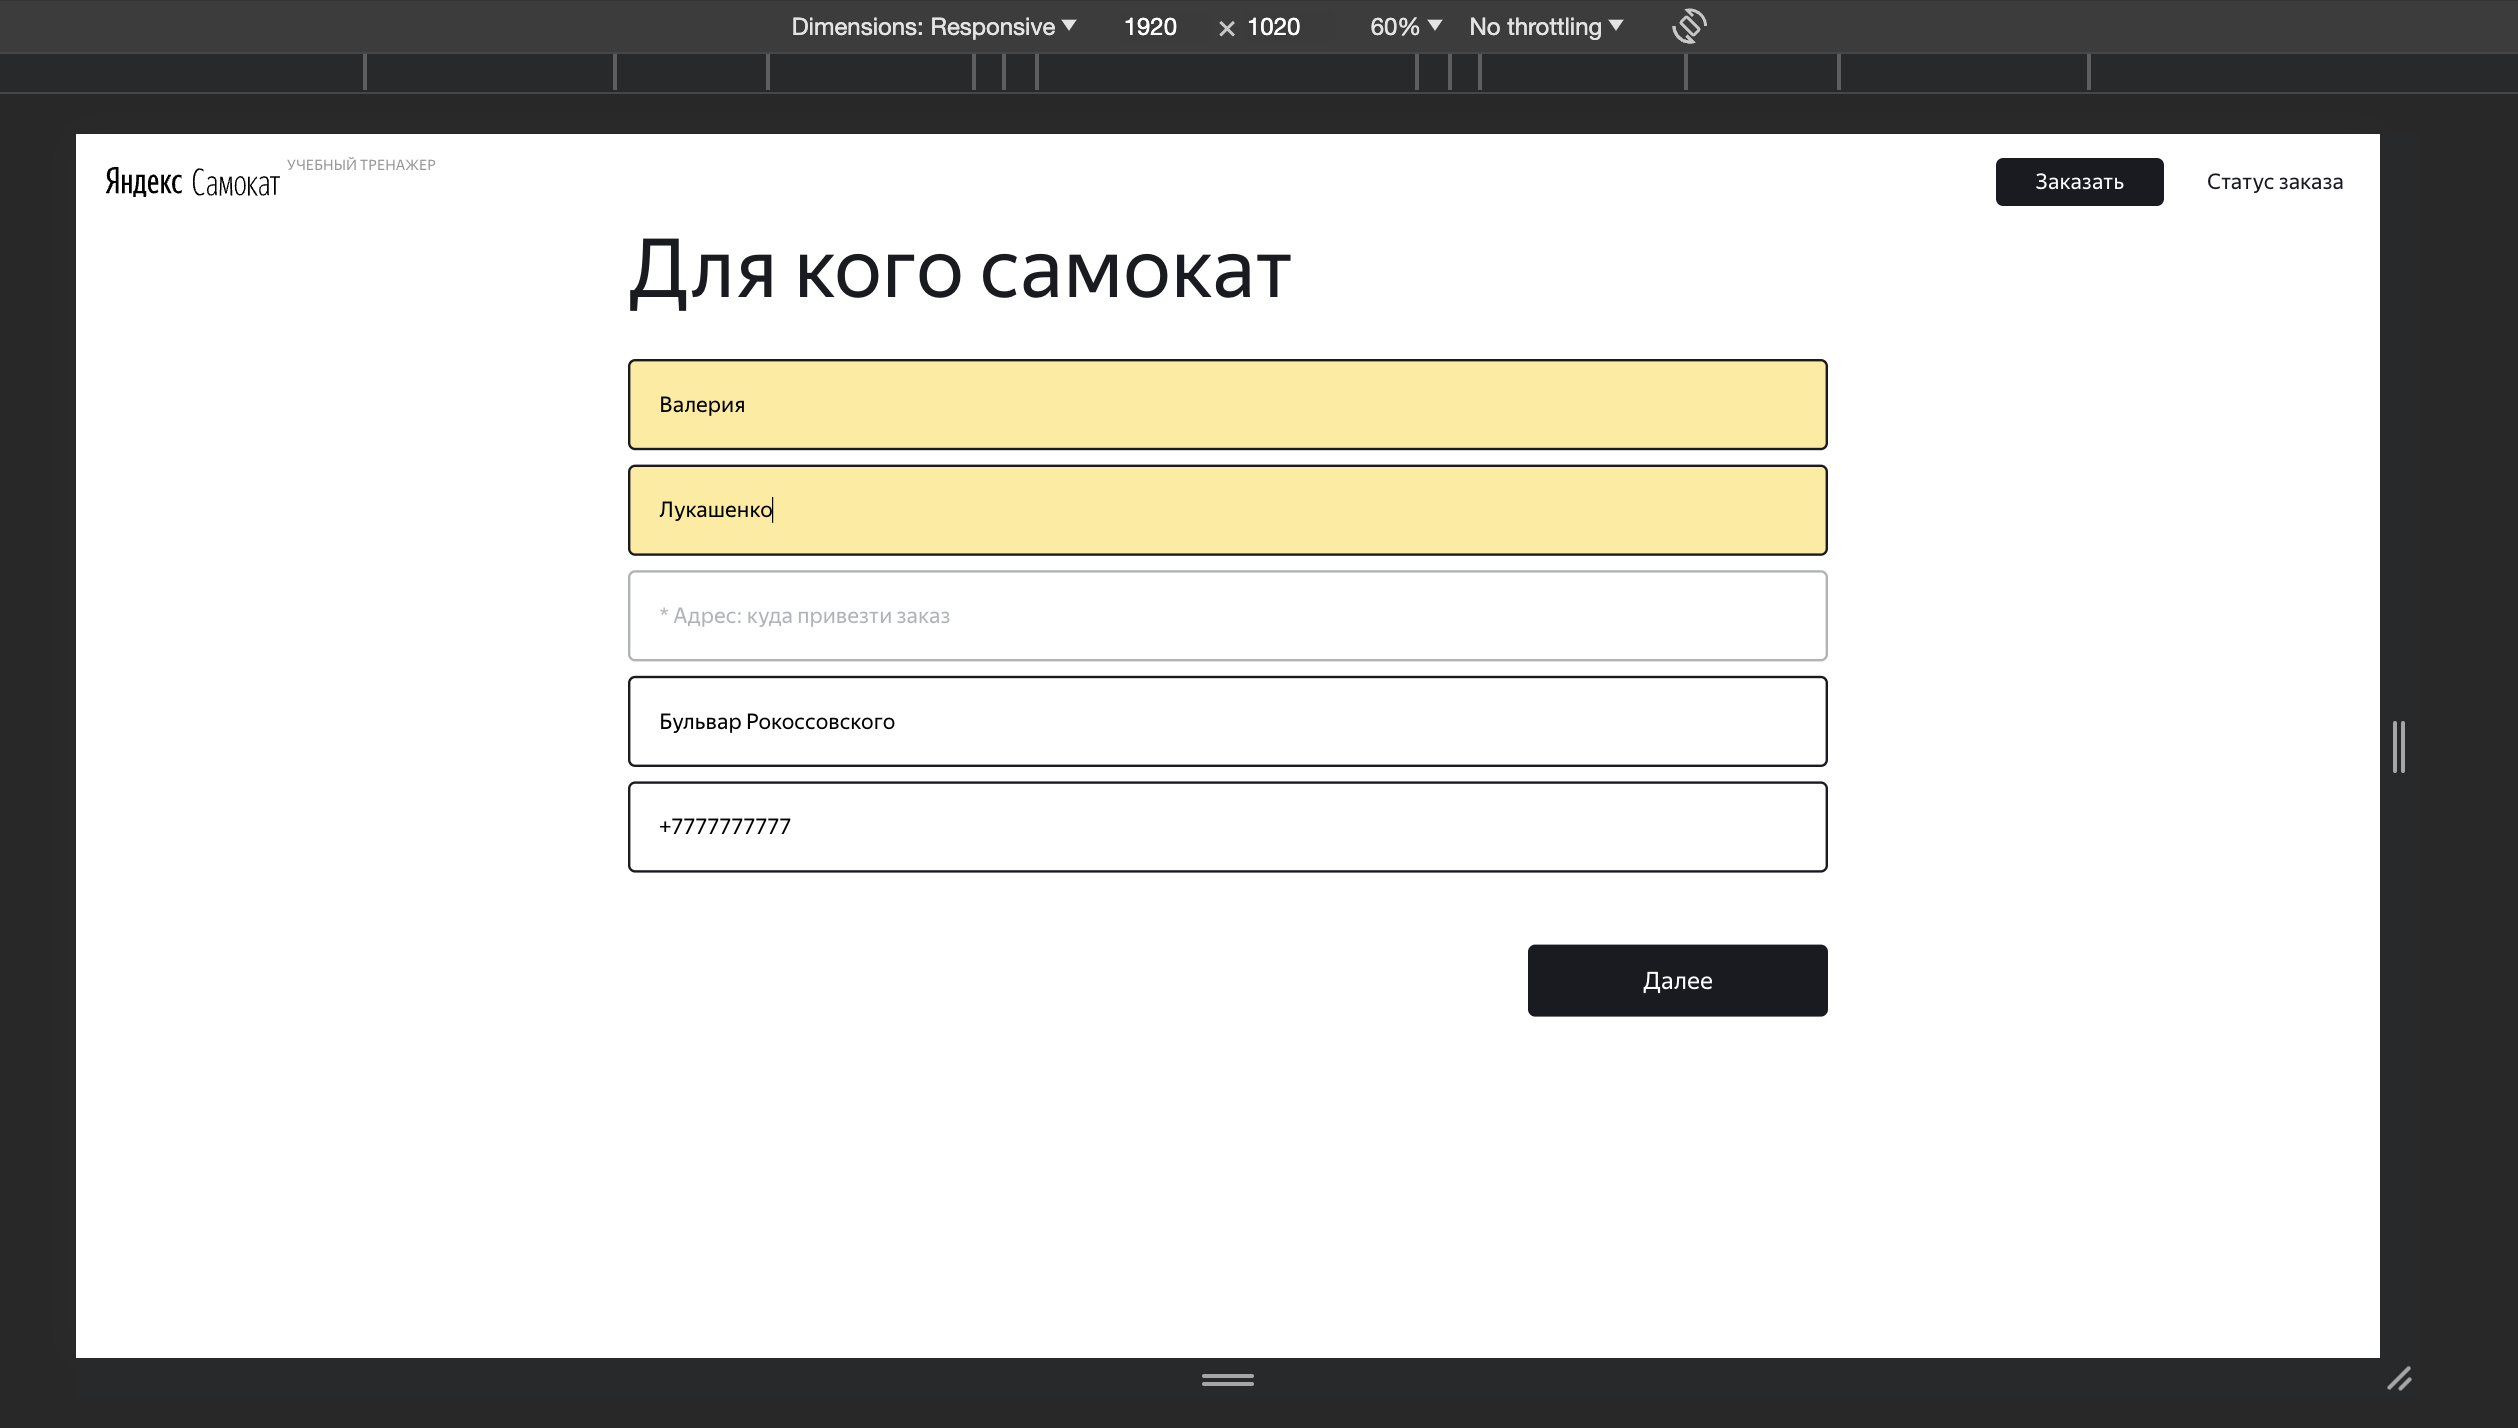 Dimensions: Responsive 1920 × 1020 60% No throttling
Яндекс Самокат УЧЕБНЫЙ ТРЕНАЖЕР Заказать Статус заказа
Для кого самокат
Валерия
Лукашенко
* Адрес: куда привезти заказ
Бульвар Рокоссовского
+7777777777
Далее